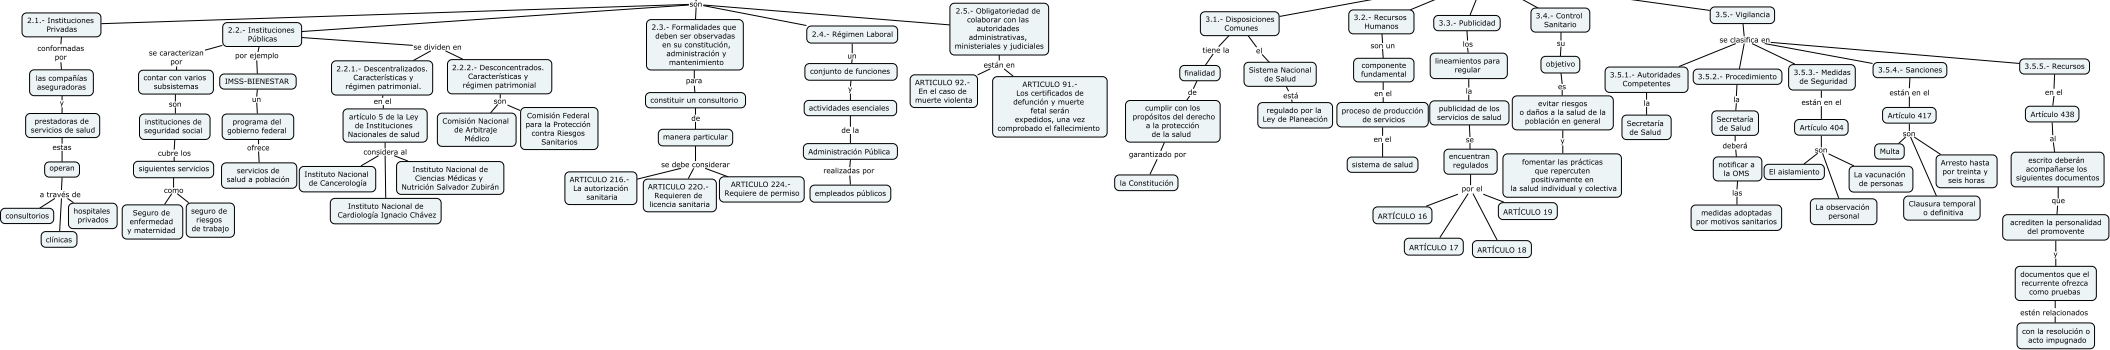 son
2.1.- Instituciones
Privadas
conformadas
por
las compañías
aseguradoras
y
prestadoras de
servicios de salud
estas
operan
a través de
consultorios
clínicas
hospitales
privados
2.2.- Instituciones
Públicas
se caracterizan
por
contar con varios
subsistemas
son
instituciones de
seguridad social
cubre los
siguientes servicios
como
Seguro de
enfermedad
y maternidad
seguro de
riesgos
de trabajo
por ejemplo
IMSS-BIENESTAR
un
programa del
gobierno federal
ofrece
servicios de
salud a población
se dividen en
2.2.1.- Descentralizados.
Características y
régimen patrimonial.
en el
artículo 5 de la Ley
de Instituciones
Nacionales de salud
considera al
Instituto Nacional
de Cancerología
Instituto Nacional de
Cardiología Ignacio Chávez
Instituto Nacional de
Ciencias Médicas y
Nutrición Salvador Zubirán
2.2.2.- Desconcentrados.
Características y
régimen patrimonial
son
Comisión Nacional
de Arbitraje
Médico
Comisión Federal
para la Protección
contra Riesgos
Sanitarios
2.3.- Formalidades que
deben ser observadas
en su constitución,
administración y
mantenimiento
para
constituir un consultorio
de
manera particular
se debe considerar
ARTICULO 216.-
La autorización
sanitaria
ARTICULO 22O.-
Requieren de
licencia sanitaria
ARTICULO 224.-
Requiere de permiso
2.4.- Régimen Laboral
un
conjunto de funciones
y
actividades esenciales
de la
Administración Pública
realizadas por
empleados públicos
2.5.- Obligatoriedad de
colaborar con las
autoridades
administrativas,
ministeriales y judiciales
están en
ARTICULO 92.-
En el caso de
muerte violenta
ARTICULO 91.-
Los certificados de
defunción y muerte
fetal serán
expedidos, una vez
comprobado el fallecimiento
3.1.- Disposiciones
Comunes
tiene la
finalidad
de
cumplir con los
propósitos del derecho
a la protección
de la salud
garantizado por
la Constitución
el
Sistema Nacional
de Salud
está
regulado por la
Ley de Planeación
3.2.- Recursos
Humanos
son un
componente
fundamental
en el
proceso de producción
de servicios
en el
sistema de salud
3.3.- Publicidad
los
lineamientos para
regular
la
publicidad de los
servicios de salud
se
encuentran
regulados
por el
ARTÍCULO 16
ARTÍCULO 17
ARTÍCULO 18
ARTÍCULO 19
3.4.- Control
Sanitario
su
objetivo
es
evitar riesgos
o daños a la salud de la
población en general
y
fomentar las prácticas
que repercuten
positivamente en
la salud individual y colectiva
3.5.- Vigilancia
se clasifica en
3.5.1.- Autoridades
Competentes
la
Secretaría
de Salud
3.5.2.- Procedimiento
la
Secretaría
de Salud
deberá
notificar a
la OMS
las
medidas adoptadas
por motivos sanitarios
3.5.3.- Medidas
de Seguridad
están en el
Artículo 404
son
El aislamiento
La observación
personal
La vacunación
de personas
3.5.4.- Sanciones
están en el
Artículo 417
son
Multa
Clausura temporal
o definitiva
Arresto hasta
por treinta y
seis horas
3.5.5.- Recursos
en el
Artículo 438
al
escrito deberán
acompañarse los
siguientes documentos
que
acrediten la personalidad
del promovente
y
documentos que el
recurrente ofrezca
como pruebas
estén relacionados
con la resolución o
acto impugnado